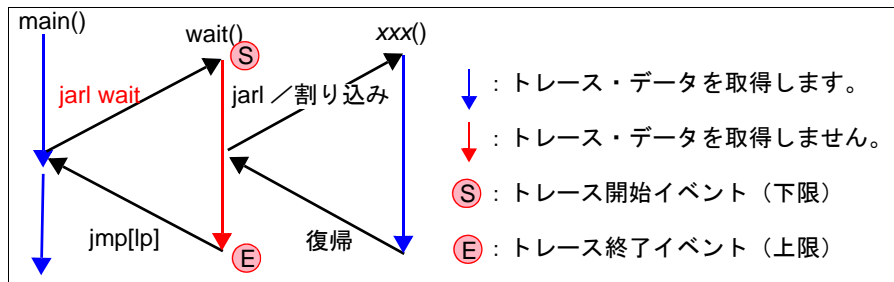 main()
wait()
xxx()
S
jarl wait
jarl ／割り込み
jmp[lp]
復帰
E
：トレース・データを取得します。
：トレース・データを取得しません。
S ：トレース開始イベント（下限）
E ：トレース終了イベント（上限）